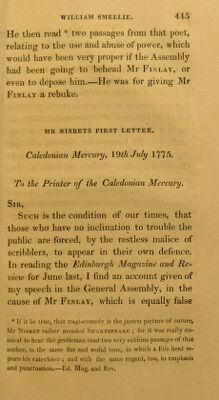 WILLIAM SMELLIE. 445
He then read * two passages from that poet,
relating to the use and abuse of power, which
would have been very proper if the Assembly
had been going to behead Mr FINLAY, or
even to depose him.—He was for giving Mr
FINLAY a rebuke.
MR NISBETS FIRST LETTER.
Caledonian Mercury, 19th July 1775.
To the Printer of the Caledonian Mercury.
SIR,
SUCH is the condition of our times, that
those who have no inclination to trouble the
public are forced, by the restless malice of
scribblers, to appear in their own defence.
In reading the Edinburgh Magazine and Re-
view for June last, I find an account given of
my speech in the General Assembly, in the
cause of Mr FINLAY, which is equally false
* If it be true, that tragi-comedy is the justest picture of nature,
Mr NISBET rather mended SHAKESPEARE; for it was really co-
mical to hear the gentleman read two very sublime passages of that
author, in the same flat and woful tone, in which a Fife herd re-
peats his catechism; and with the same regard, too, to emphasis
and punctuation.—Ed. Mag. and Rev.